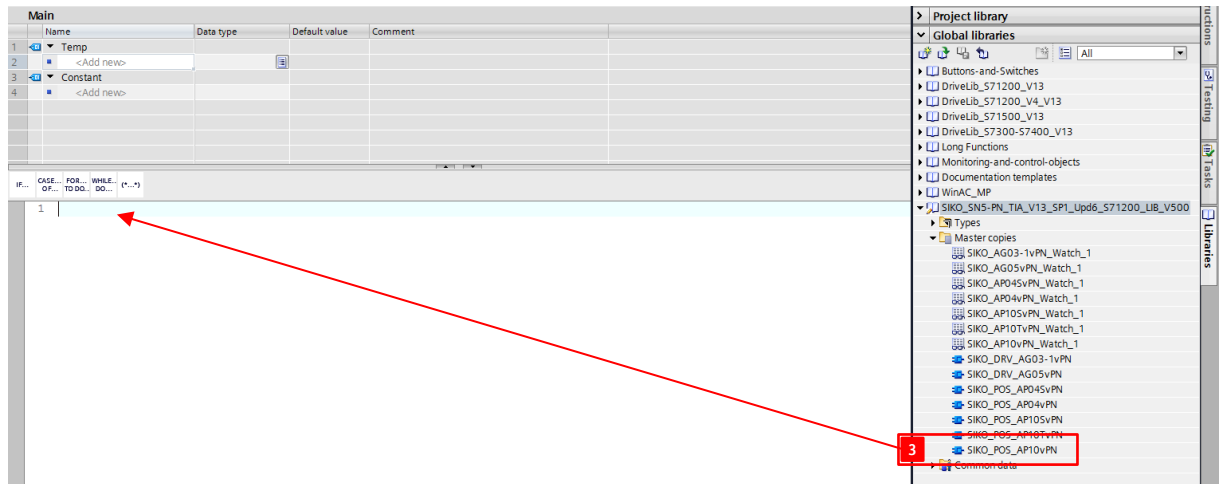 Main
Name Data type Default value Comment
1 Temp
2 <Add new>
3 Constant
4 <Add new>
IF... CASE... OF... FOR... TO DO... WHILE... DO... (*...*)
1
Project library
Global libraries
All
Buttons-and-Switches
DriveLib_S71200_V13
DriveLib_S71200_V4_V13
DriveLib_S71500_V13
DriveLib_S7300-S7400_V13
Long Functions
Monitoring-and-control-objects
Documentation templates
WinAC_MP
SIKO_SN5-PN_TIA_V13_SP1_Upd6_S71200_LIB_V500
Types
Master copies
SIKO_AG03-1vPN_Watch_1
SIKO_AG05vPN_Watch_1
SIKO_AP04SvPN_Watch_1
SIKO_AP04vPN_Watch_1
SIKO_AP10SvPN_Watch_1
SIKO_AP10TvPN_Watch_1
SIKO_AP10vPN_Watch_1
SIKO_DRV_AG03-1vPN
SIKO_DRV_AG05vPN
SIKO_POS_AP04SvPN
SIKO_POS_AP04vPN
SIKO_POS_AP10SvPN
SIKO_POS_AP10TvPN
3 SIKO_POS_AP10vPN
Common data
uctions
Testing
Tasks
Libraries